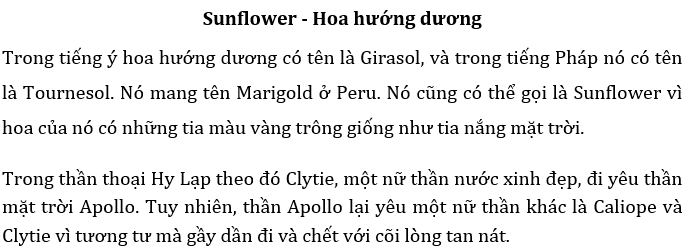 Sunflower - Hoa hướng dương
Trong tiếng ý hoa hướng dương có tên là Girasol, và trong tiếng Pháp nó có tên
là Tournesol. Nó mang tên Marigold ở Peru. Nó cũng có thể gọi là Sunflower vì
hoa của nó có những tia màu vàng trông giống như tia nắng mặt trời.
Trong thần thoại Hy Lạp theo đó Clytie, một nữ thần nước xinh đẹp, đi yêu thần
mặt trời Apollo. Tuy nhiên, thần Apollo lại yêu một nữ thần khác là Caliope và
Clytie vì tương tư mà gầy dần đi và chết với cõi lòng tan nát.